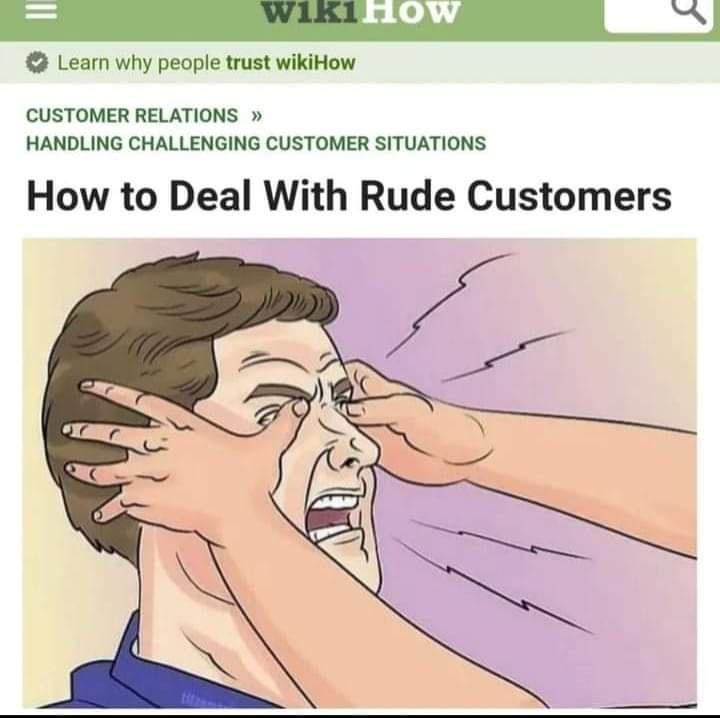 wikiHow
Learn why people trust wikiHow
CUSTOMER RELATIONS »
HANDLING CHALLENGING CUSTOMER SITUATIONS
How to Deal With Rude Customers